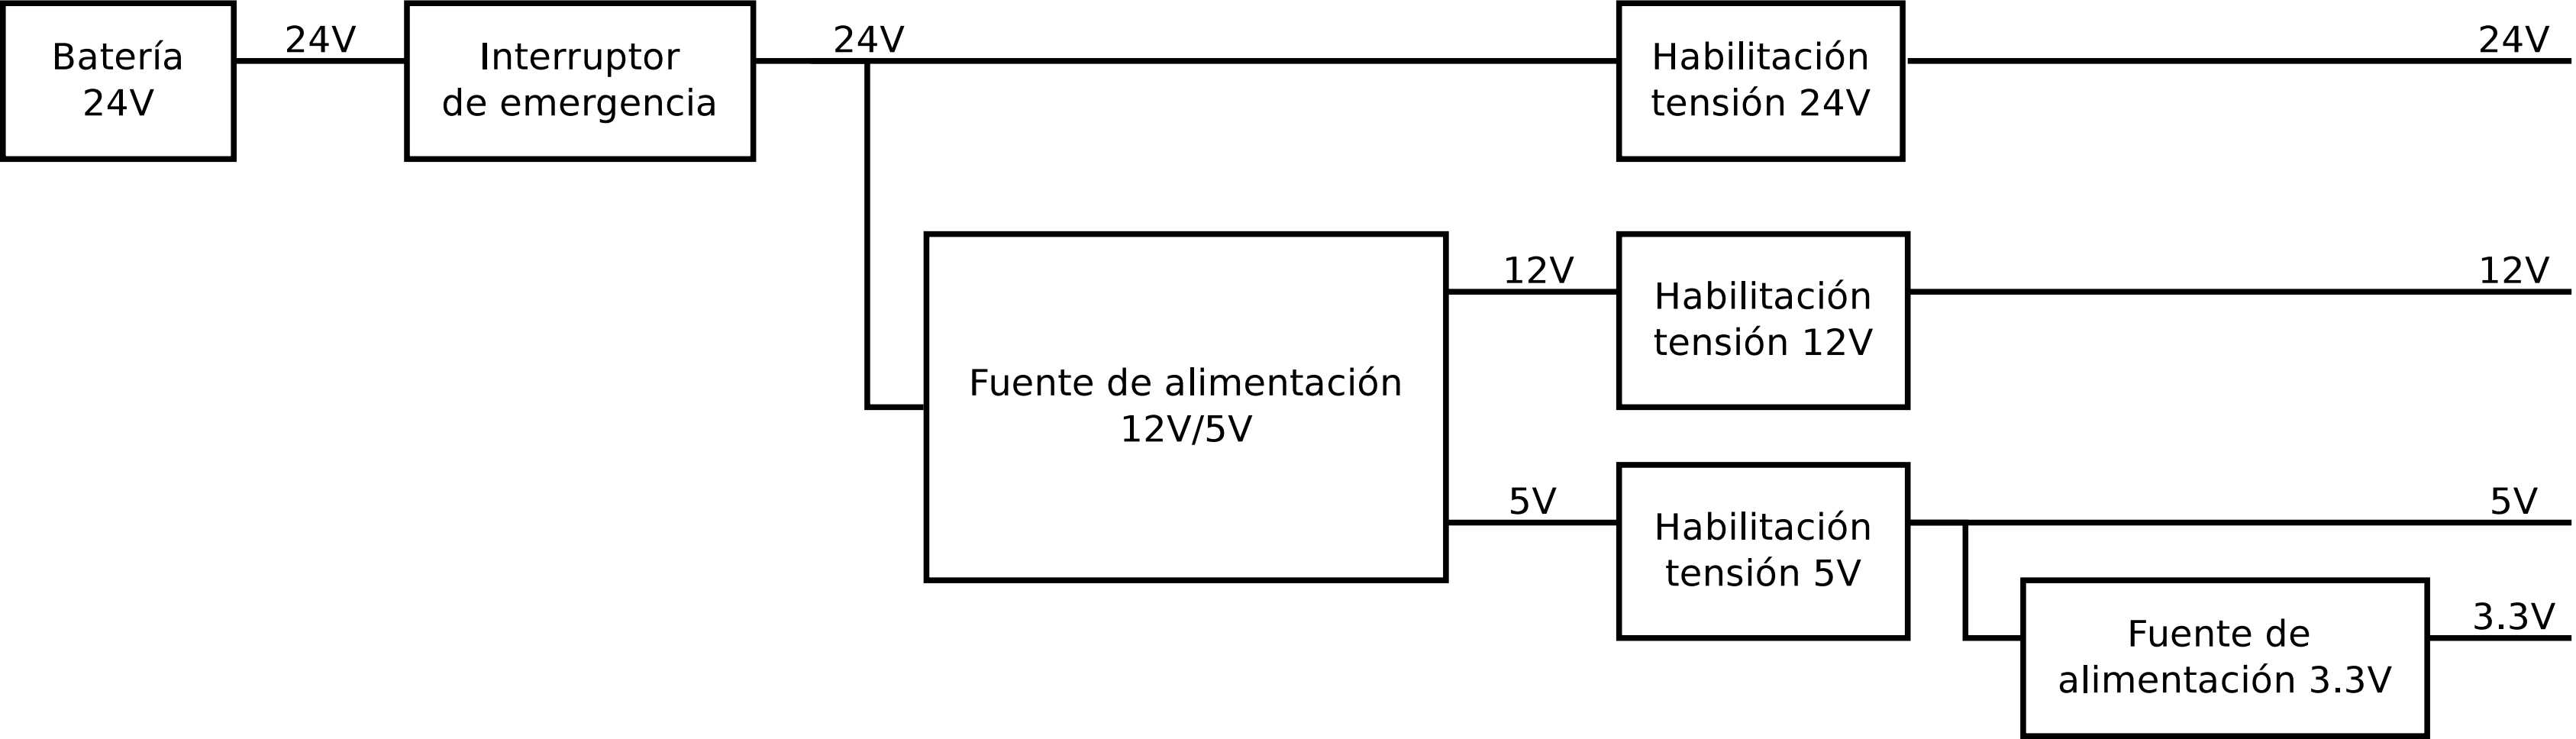 Batería
24V
24V
Interruptor
de emergencia
24V
Habilitación
tensión 24V
24V
Fuente de alimentación
12V/5V
12V
Habilitación
tensión 12V
12V
5V
Habilitación
tensión 5V
5V
Fuente de
alimentación 3.3V
3.3V